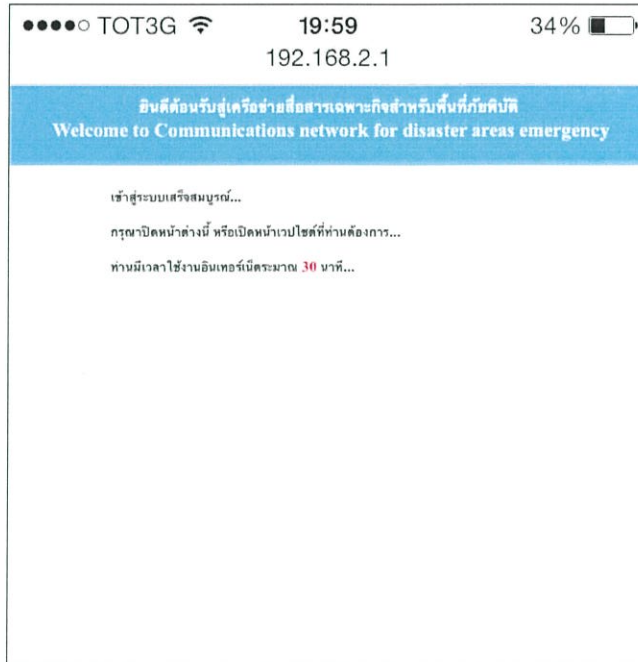 ●●●●○ TOT3G 19:59 34%
192.168.2.1
ยินดีต้อนรับสู่เครือข่ายสื่อสารเฉพาะกิจสำหรับพื้นที่ภัยพิบัติ
Welcome to Communications network for disaster areas emergency
เข้าสู่ระบบเสร็จสมบูรณ์...
กรุณาปิดหน้าต่างนี้ หรือเปิดหน้าเวปไซต์ที่ท่านต้องการ...
ท่านมีเวลาใช้งานอินเทอร์เน็ตระมาณ 30 นาที...